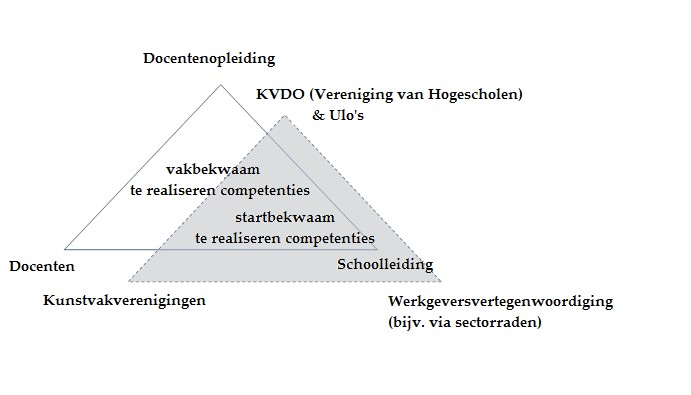 Docentenopleiding
KVDO (Vereniging van Hogescholen)
& Ulo's
vakbekwaam
te realiseren competenties
startbekwaam
te realiseren competenties
Docenten
Schoolleiding
Kunstvakverenigingen
Werkgeversvertegenwoordiging
(bijv. via sectorraden)